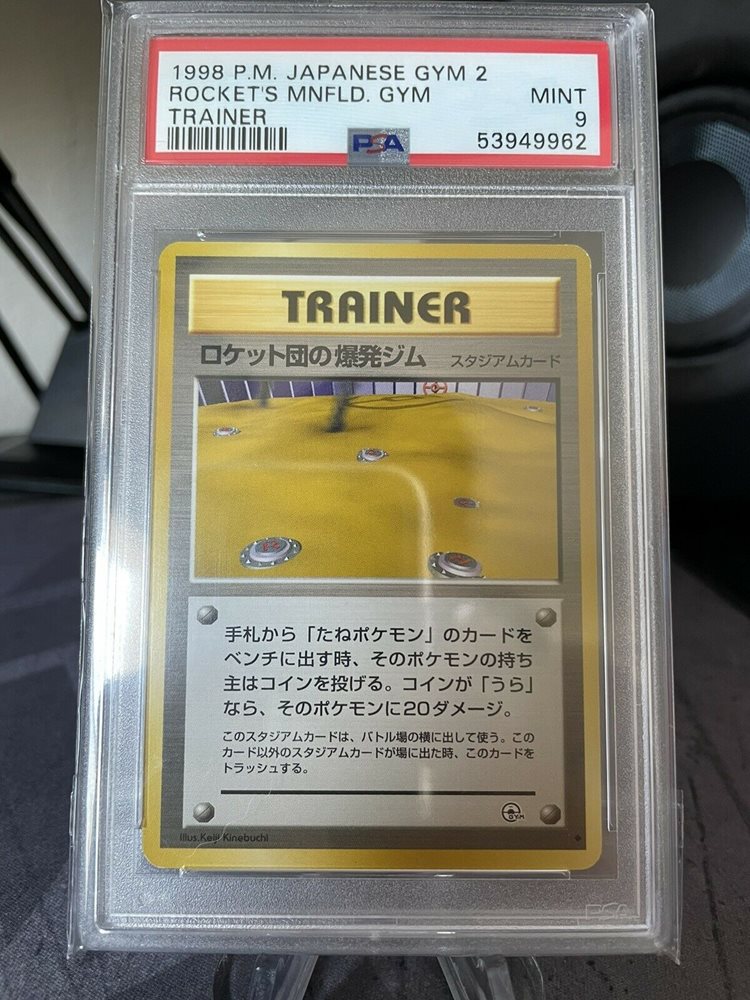 1998 P.M. JAPANESE GYM 2
ROCKET'S MNFLD. GYM MINT
TRAINER 9
PSA 53949962
TRAINER
ロケット団の爆発ジム スタジアムカード
手札から「たねポケモン」のカードを
ベンチに出す時、そのポケモンの持ち
主はコインを投げる。コインが「うら」
なら、そのポケモンに20ダメージ。
このスタジアムカードは、バトル場の横に出して使う。この
カード以外のスタジアムカードが場に出た時、このカードを
トラッシュする。
GYM
Illus. Keiji Kinebuchi
PSA